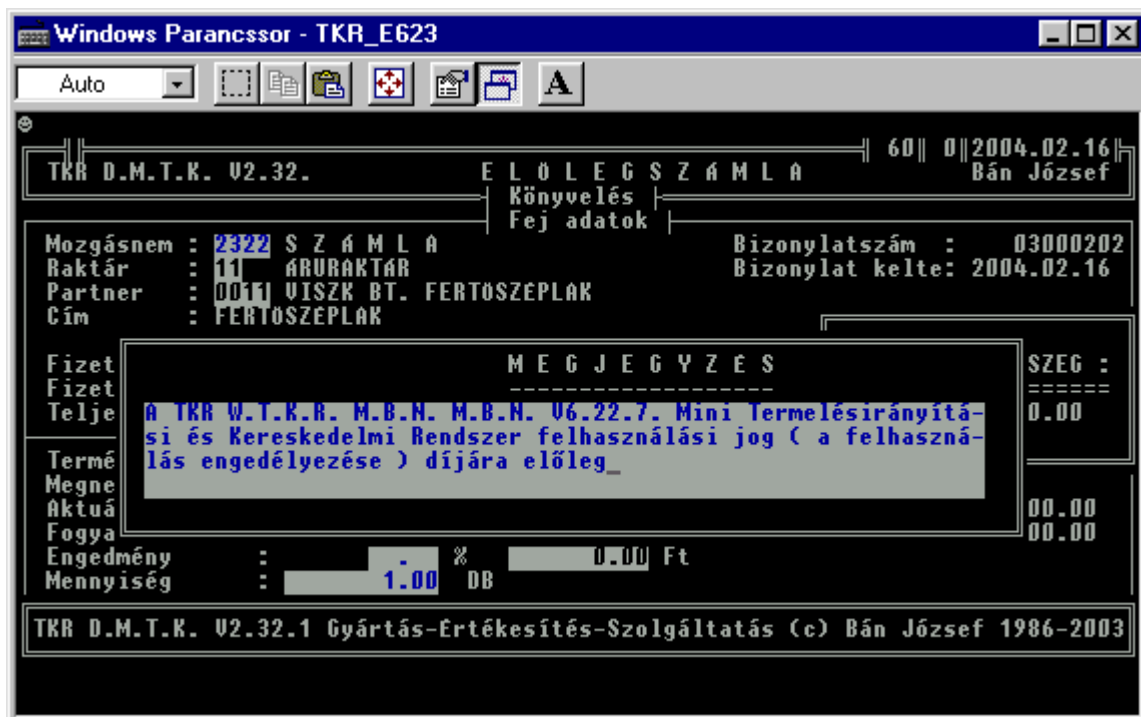 Windows Parancssor - TKR_E623
Auto
60 0 2004.02.16
TKR D.M.T.K. V2.32. E L Ő L E G S Z Á M L A Bán József
Könyvelés
Fej adatok
Mozgásnem : 2322 S Z Á M L A Bizonylatszám : 03000202
Raktár : 11 ÁRURAKTÁR Bizonylat kelte: 2004.02.16
Partner : 0011 VISZK BT. FERTŐSZÉPLAK
Cím : FERTŐSZÉPLAK
Fizet M E G J E G Y Z É S SZEG :
Fizet -------------------- ======
Telje A TKR W.T.K.R. M.B.N. M.B.N. V6.22.7. Mini Termelésirányítá- 0.00
si és Kereskedelmi Rendszer felhasználási jog ( a felhaszná-
Termé lás engedélyezése ) díjára előleg_
Megne
Aktuá 00.00
Fogya 00.00
Engedmény : . % 0.00 Ft
Mennyiség : 1.00 DB
TKR D.M.T.K. V2.32.1 Gyártás-Értékesítés-Szolgáltatás (c) Bán József 1986-2003